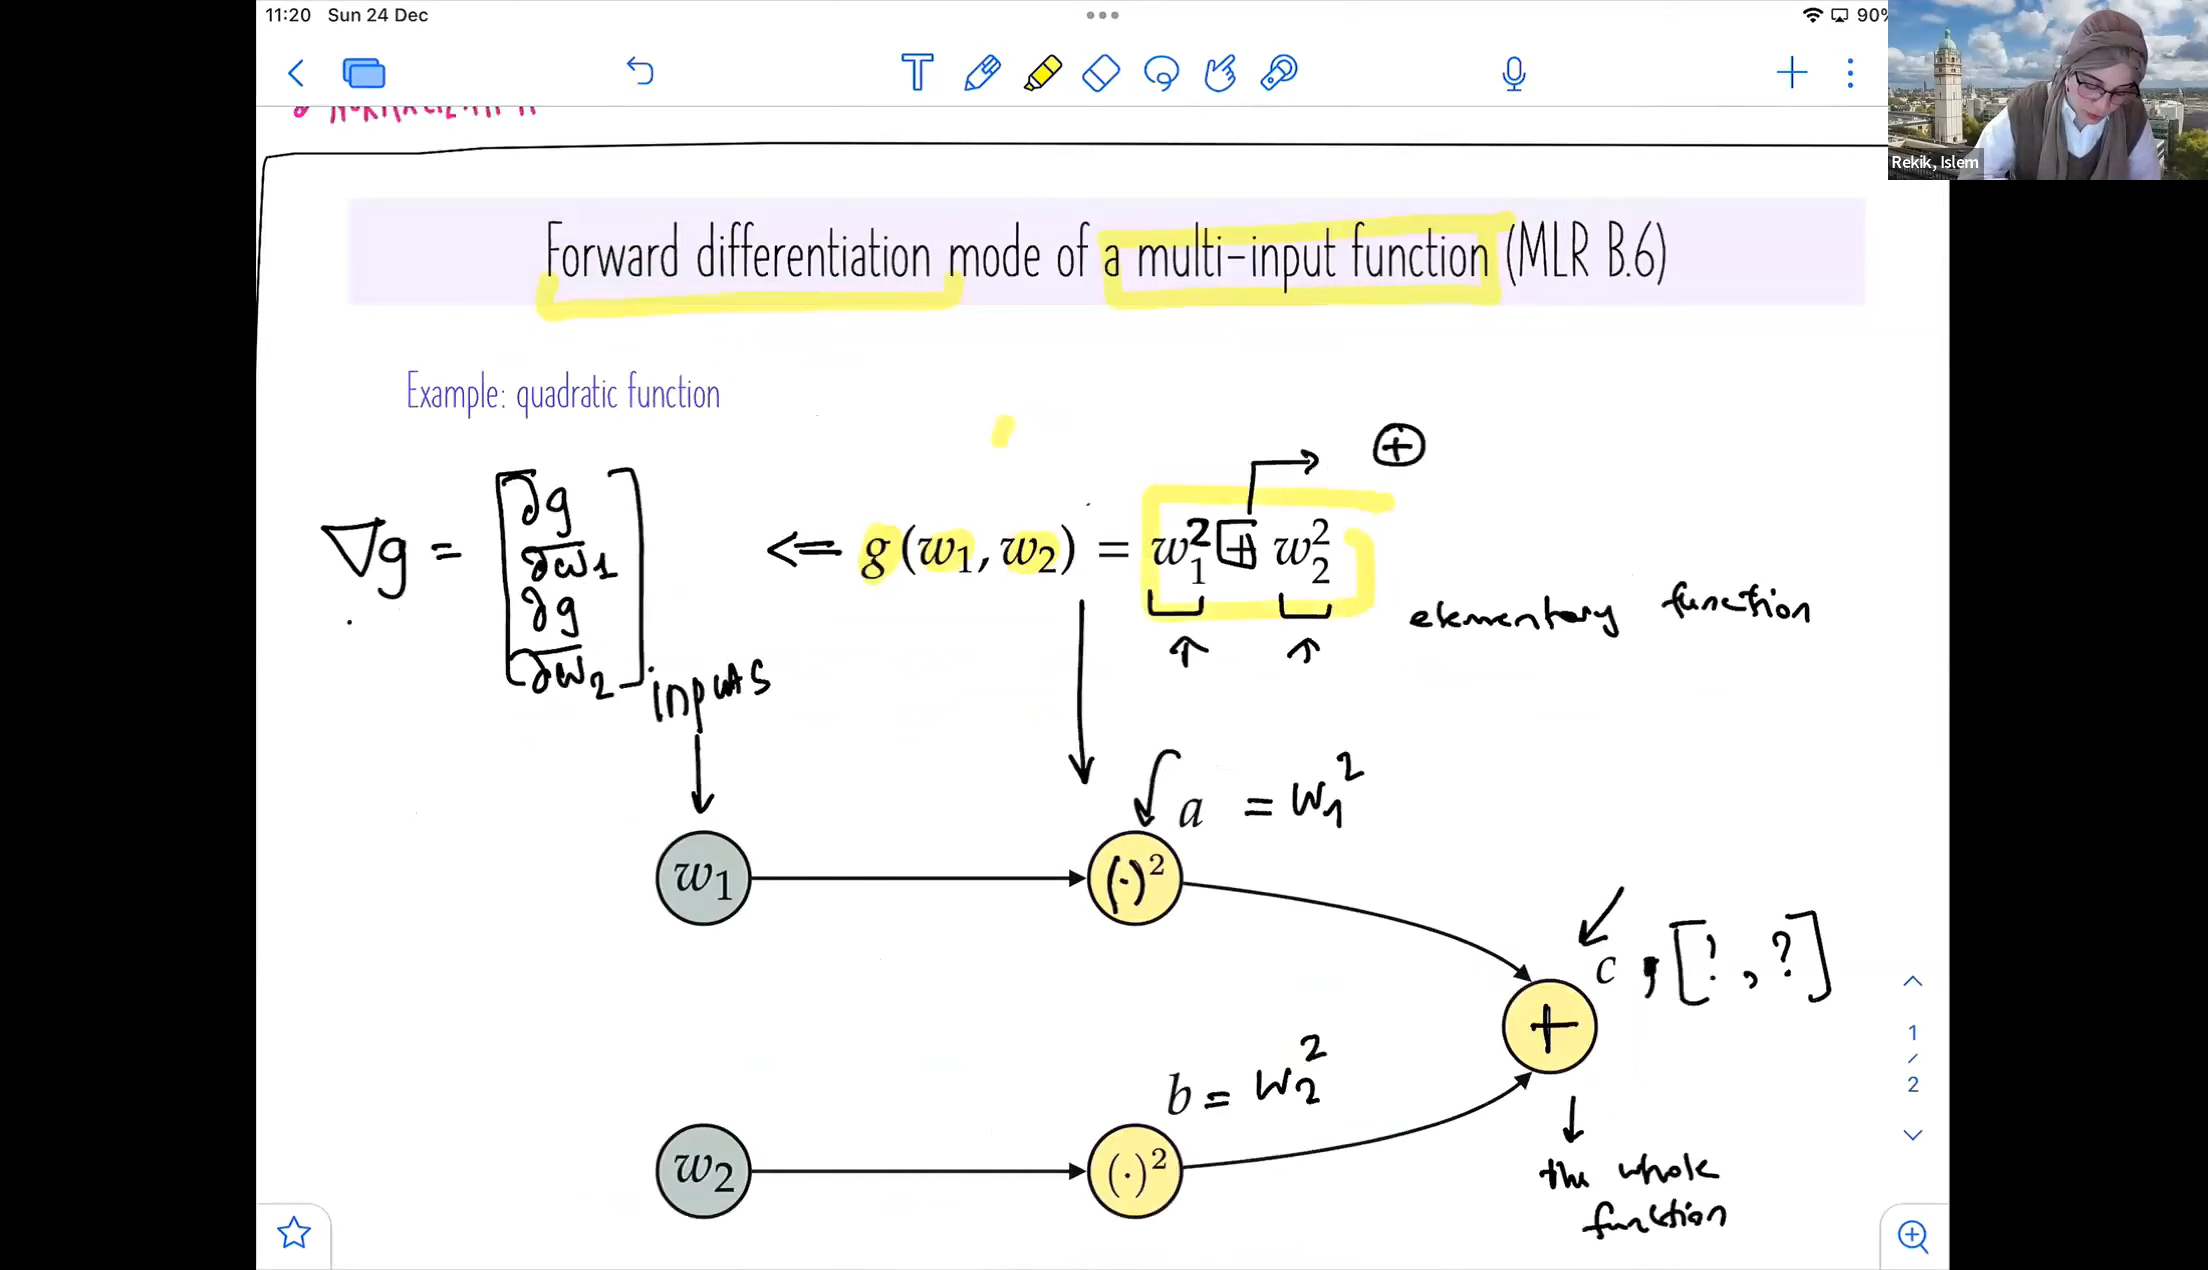 11:20 Sun 24 Dec
90%
Rekik, Islem
Forward differentiation mode of a multi-input function (MLR B.6)
Example: quadratic function
∇g = [∂g/∂w1 ∂g/∂w2]
<= g(w₁, w₂) = w₁² + w₂²
→ ⊕
elementary function
inputs
a = w₁²
w₁
(·)²
c , [! , ?]
+
b = w₂²
w₂
(·)²
the whole
function
1
/
2